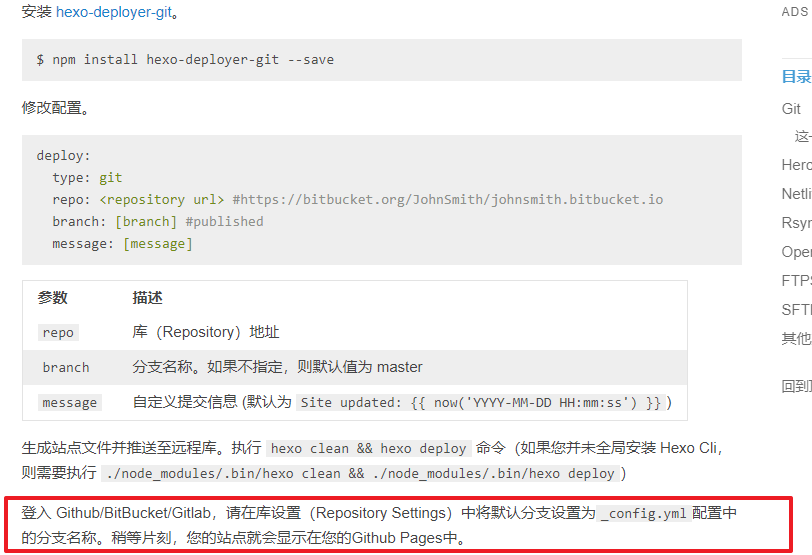 安装 hexo-deployer-git。
ADS
$ npm install hexo-deployer-git --save
目录
修改配置。
Git
这
deploy:
type: git
repo: <repository url> #https://bitbucket.org/JohnSmith/johnsmith.bitbucket.io
branch: [branch] #published
message: [message]
Hero
Netli
Rsyn
Oper
FTPS
SFTI
其他
回到
参数 描述
repo 库（Repository）地址
branch 分支名称。如果不指定，则默认值为 master
message 自定义提交信息 (默认为 Site updated: {{ now('YYYY-MM-DD HH:mm:ss') }})
生成站点文件并推送至远程库。执行 hexo clean && hexo deploy 命令（如果您并未全局安装 Hexo Cli，
则需要执行 ./node_modules/.bin/hexo clean && ./node_modules/.bin/hexo deploy）
登入 Github/BitBucket/Gitlab，请在库设置（Repository Settings）中将默认分支设置为 _config.yml 配置中
的分支名称。稍等片刻，您的站点就会显示在您的Github Pages中。